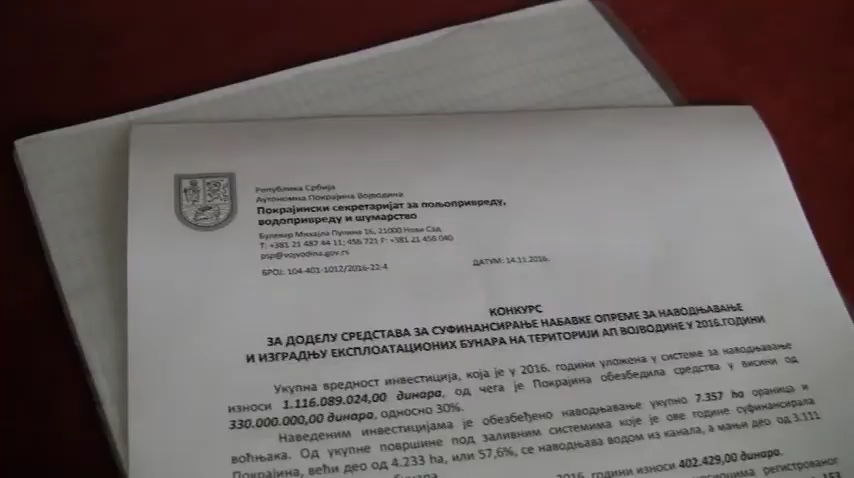 Република Србија
Аутономна Покрајина Војводина
Покрајински секретаријат за пољопривреду,
водопривреду и шумарство
Булевар Михајла Пупина 16, 21000 Нови Сад
Т: +381 21 487 44 11; 456 721 F: +381 21 456 040
psp@vojvodina.gov.rs
БРОЈ: 104-401-1012/2016-22-4
ДАТУМ: 14.11.2016.
КОНКУРС
ЗА ДОДЕЛУ СРЕДСТАВА ЗА СУФИНАНСИРАЊЕ НАБАВКЕ ОПРЕМЕ ЗА НАВОДЊАВАЊЕ
И ИЗГРАДЊУ ЕКСПЛОАТАЦИОНИХ БУНАРА НА ТЕРИТОРИЈИ АП ВОЈВОДИНЕ У 2016.ГОДИНИ
Укупна вредност инвестиција, која је у 2016. години уложена у системе за наводњавање
износи 1.116.089.024,00 динара, од чега је Покрајина обезбедила средства у висини од
330.000.000,00 динара, односно 30%.
Наведеним инвестицијама је обезбеђено наводњавање укупно 7.357 ha ораница и
воћњака. Од укупне површине под заливним системима које је ове године суфинансирала
Покрајина, већи део од 4.233 ha, или 57,6%, се наводњава водом из канала, а мањи део од 3.111
2016. години износи 402.429,00 динара.
регистрованог
153